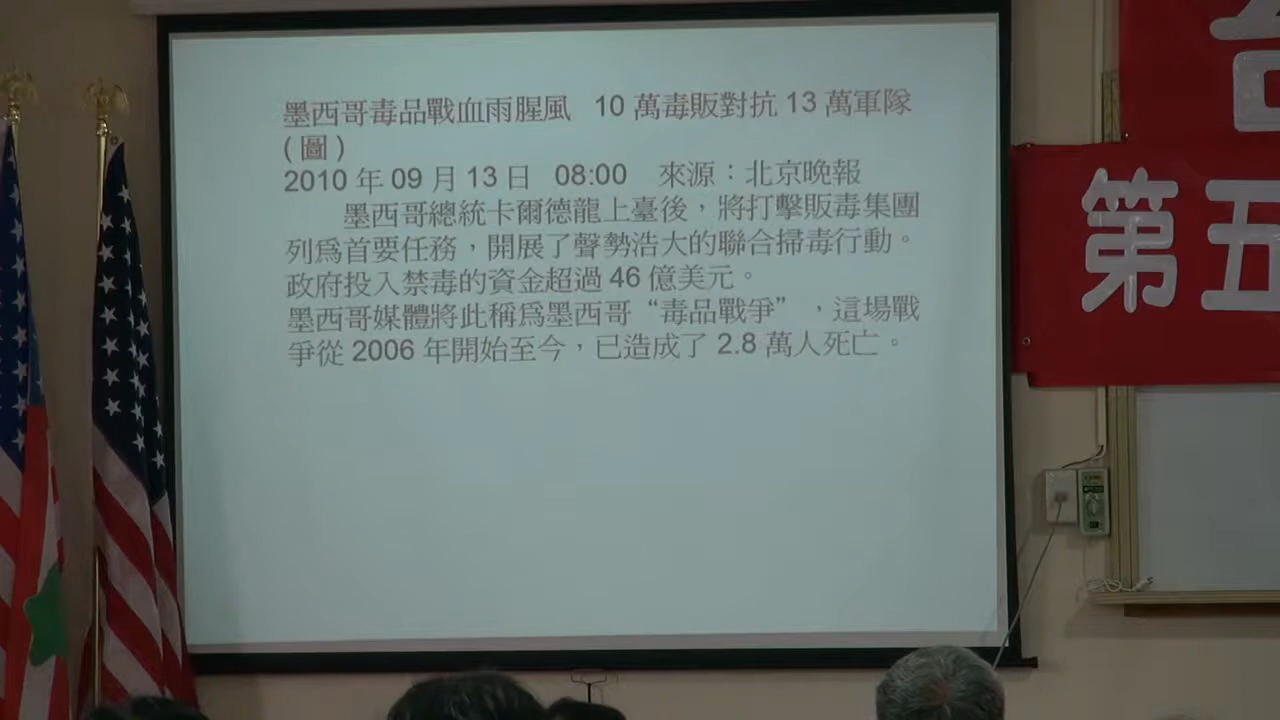 墨西哥毒品戰血雨腥風 10 萬毒販對抗 13 萬軍隊
(圖)
2010 年 09 月 13 日 08:00 來源：北京晚報
墨西哥總統卡爾德龍上臺後，將打擊販毒集團
列爲首要任務，開展了聲勢浩大的聯合掃毒行動。
政府投入禁毒的資金超過 46 億美元。
墨西哥媒體將此稱爲墨西哥“毒品戰爭”，這場戰
爭從 2006 年開始至今，已造成了 2.8 萬人死亡。
第五